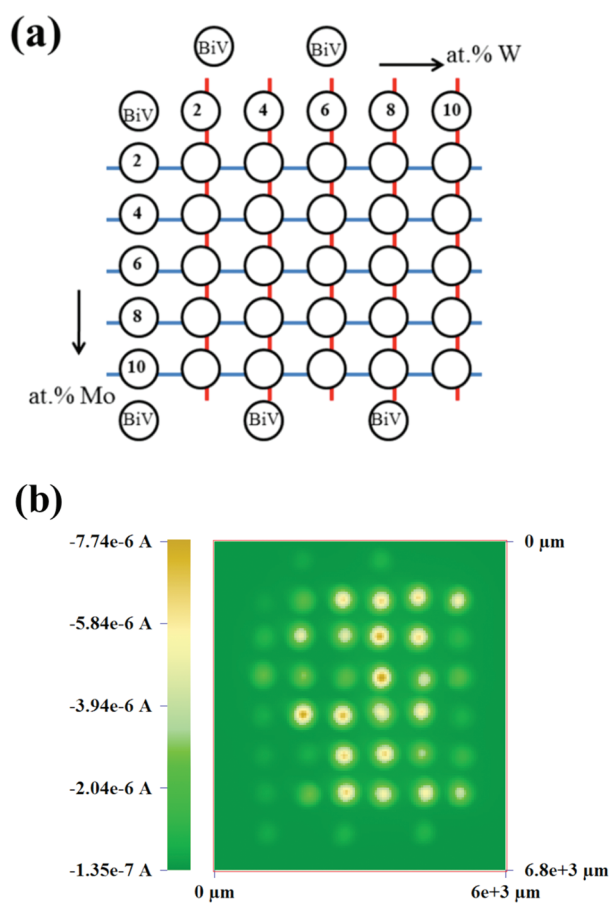 (a)
BiV BiV
at.% W
BiV 2 4 6 8 10
2
4
6
8
10
at.% Mo
BiV BiV BiV
(b)
-7.74e-6 A
0 µm
-5.84e-6 A
-3.94e-6 A
-2.04e-6 A
-1.35e-7 A
6.8e+3 µm
0 µm
6e+3 µm